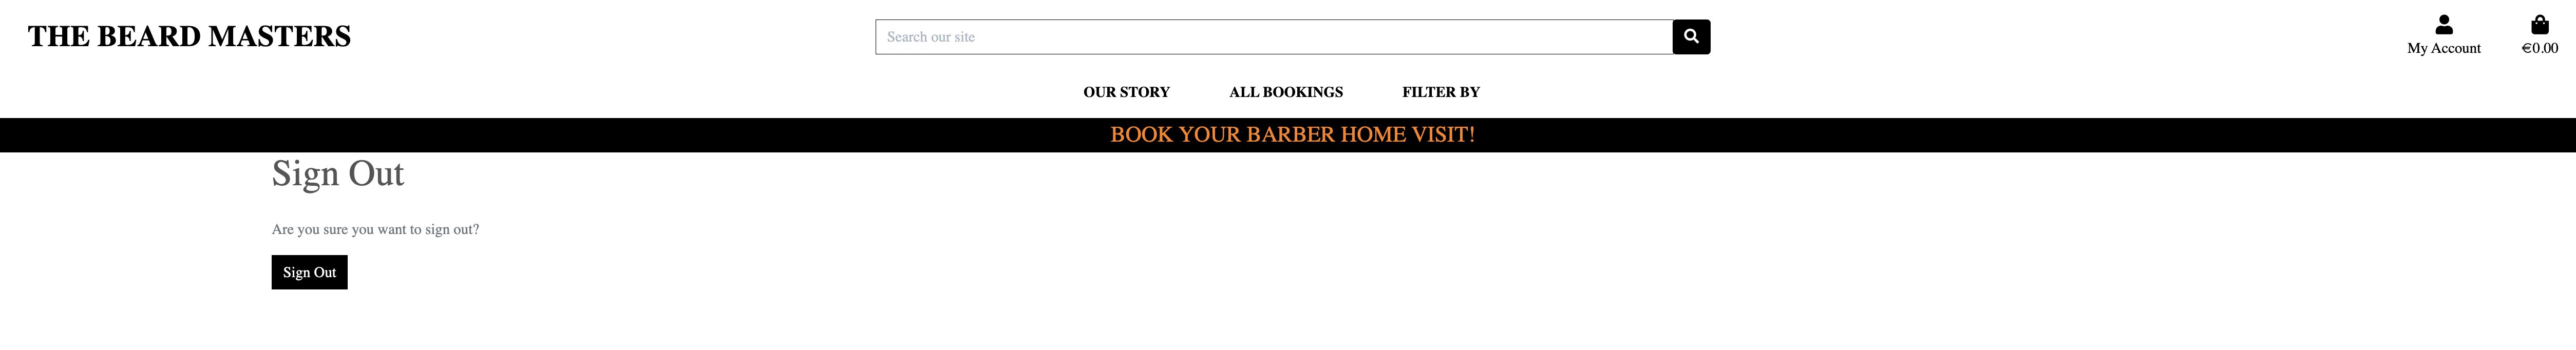 THE BEARD MASTERS
Search our site
My Account
€0.00
OUR STORY
ALL BOOKINGS
FILTER BY
BOOK YOUR BARBER HOME VISIT!
Sign Out
Are you sure you want to sign out?
Sign Out